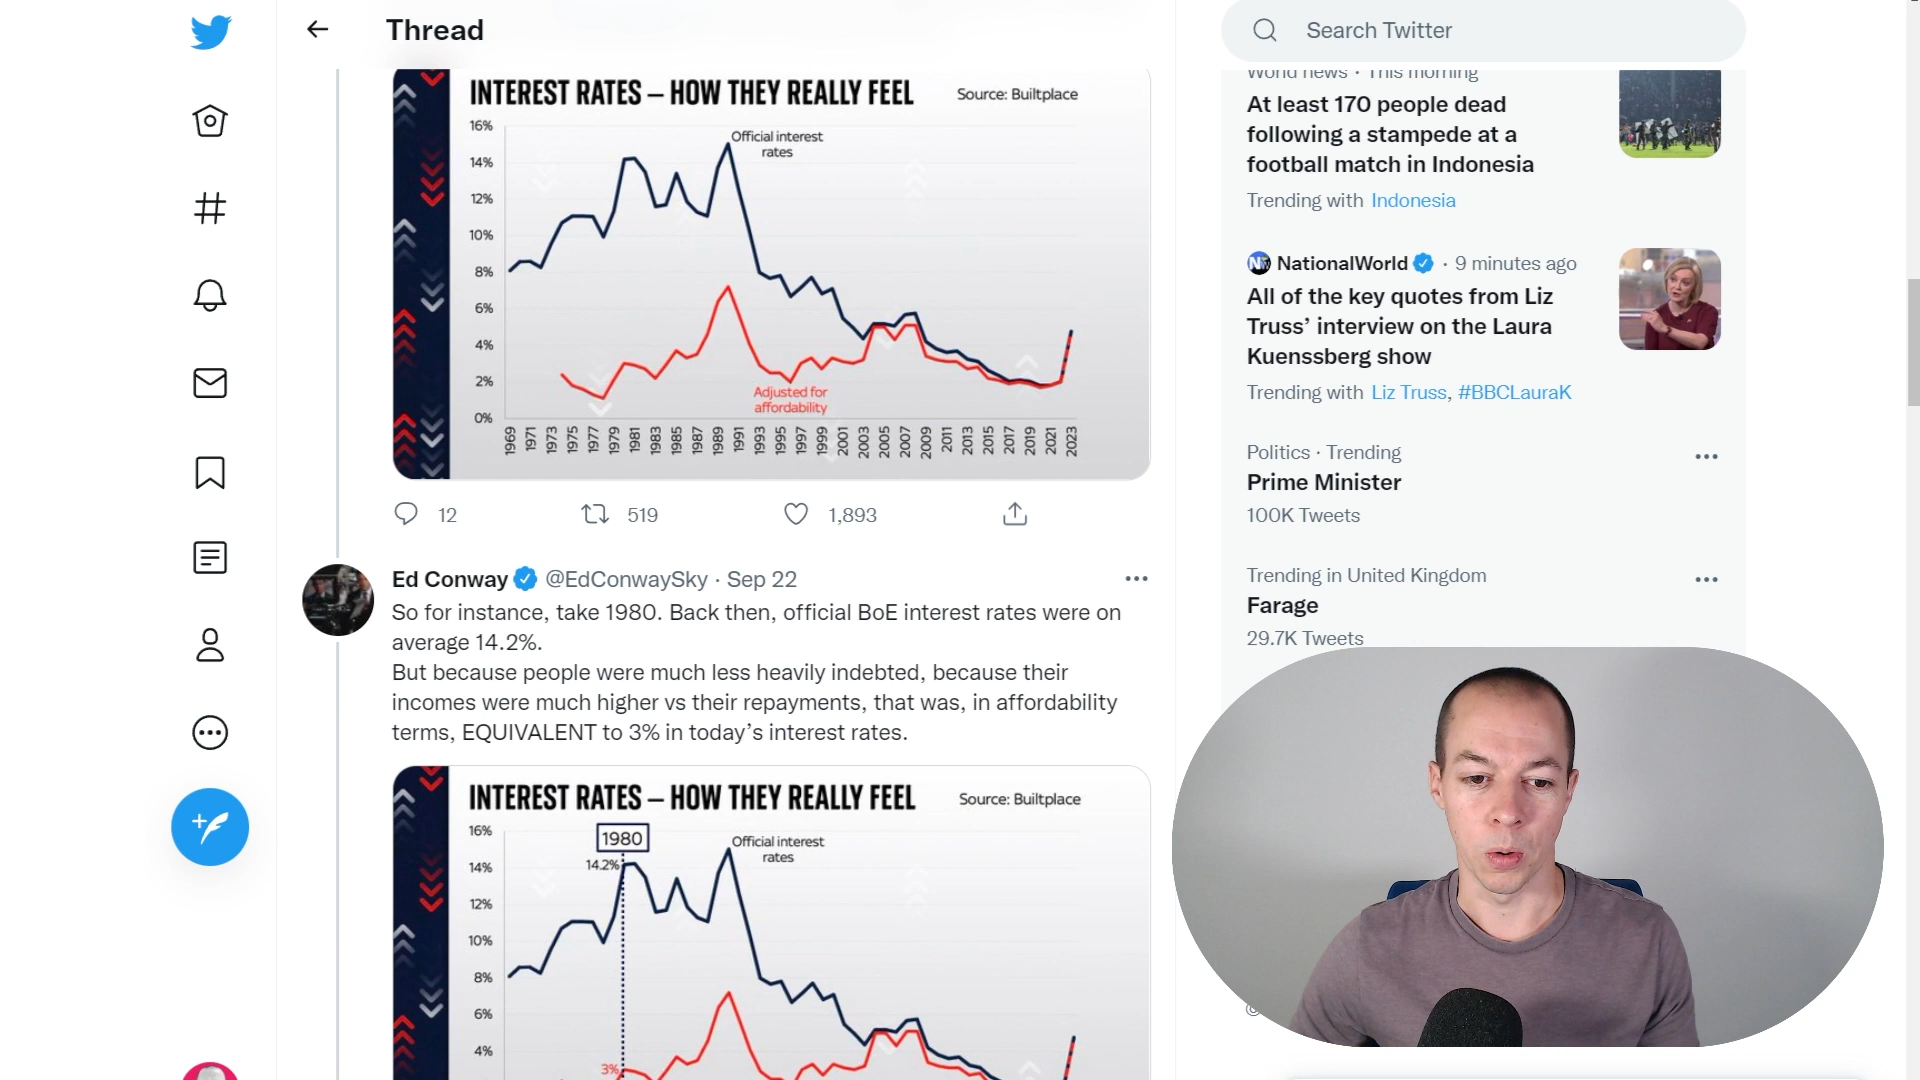 Thread
INTEREST RATES – HOW THEY REALLY FEEL
Source: Builtplace
16%
14%
12%
10%
8%
6%
4%
2%
0%
Official interest
rates
Adjusted for
affordability
1969
1971
1973
1975
1977
1979
1981
1983
1985
1987
1989
1991
1993
1995
1997
1999
2001
2003
2005
2007
2009
2011
2013
2015
2017
2019
2021
2023
12
519
1,893
Ed Conway @EdConwaySky · Sep 22
So for instance, take 1980. Back then, official BoE interest rates were on
average 14.2%.
But because people were much less heavily indebted, because their
incomes were much higher vs their repayments, that was, in affordability
terms, EQUIVALENT to 3% in today’s interest rates.
INTEREST RATES – HOW THEY REALLY FEEL
Source: Builtplace
16%
14%
12%
10%
8%
6%
4%
1980
14.2%
Official interest
rates
3%
Search Twitter
World news · This morning
At least 170 people dead
following a stampede at a
football match in Indonesia
Trending with Indonesia
NationalWorld · 9 minutes ago
All of the key quotes from Liz
Truss’ interview on the Laura
Kuenssberg show
Trending with Liz Truss, #BBCLauraK
Politics · Trending
Prime Minister
100K Tweets
Trending in United Kingdom
Farage
29.7K Tweets